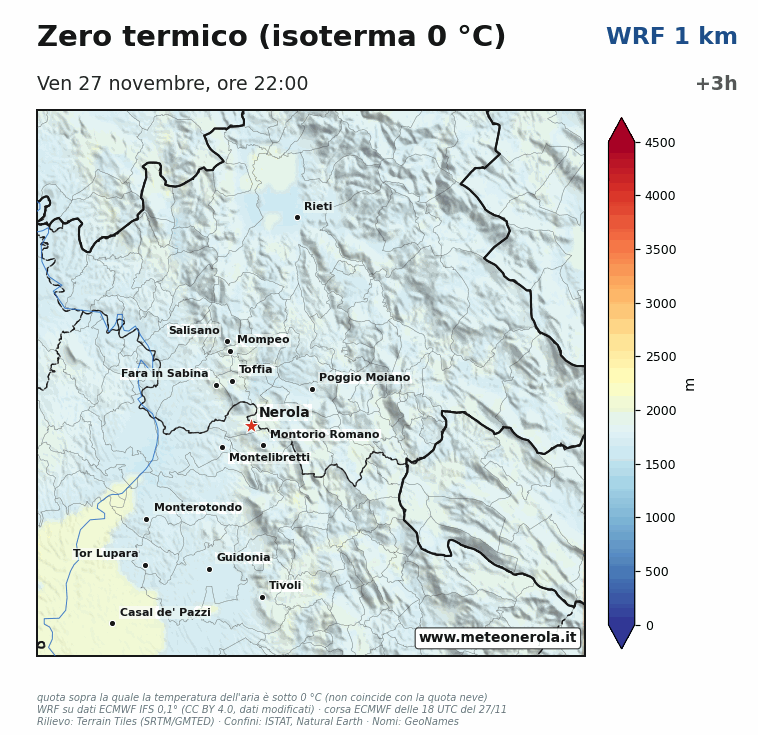 Zero termico (isoterma 0 °C)
WRF 1 km
Ven 27 novembre, ore 22:00
+3h
4500
4000
3500
3000
2500
2000
1500
1000
500
0
m
Rieti
Salisano
Mompeo
Fara in Sabina
Toffia
Poggio Moiano
Nerola
Montorio Romano
Montelibretti
Monterotondo
Tor Lupara
Guidonia
Tivoli
Casal de' Pazzi
www.meteonerola.it
quota sopra la quale la temperatura dell'aria è sotto 0 °C (non coincide con la quota neve)
WRF su dati ECMWF IFS 0,1° (CC BY 4.0, dati modificati) · corsa ECMWF delle 18 UTC del 27/11
Rilievo: Terrain Tiles (SRTM/GMTED) · Confini: ISTAT, Natural Earth · Nomi: GeoNames